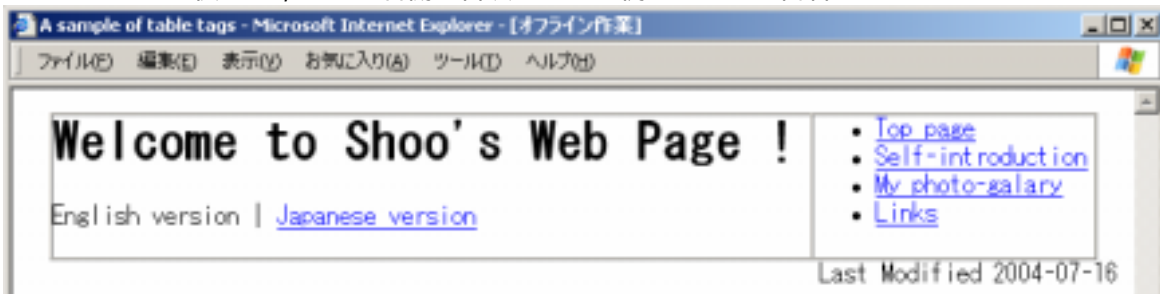 A sample of table tags - Microsoft Internet Explorer - [オフライン作業]
ファイル(F) 編集(E) 表示(V) お気に入り(A) ツール(T) ヘルプ(H)
Welcome to Shoo's Web Page !
English version | Japanese version
• Top page
• Self-introduction
• My photo-galary
• Links
Last Modified 2004-07-16